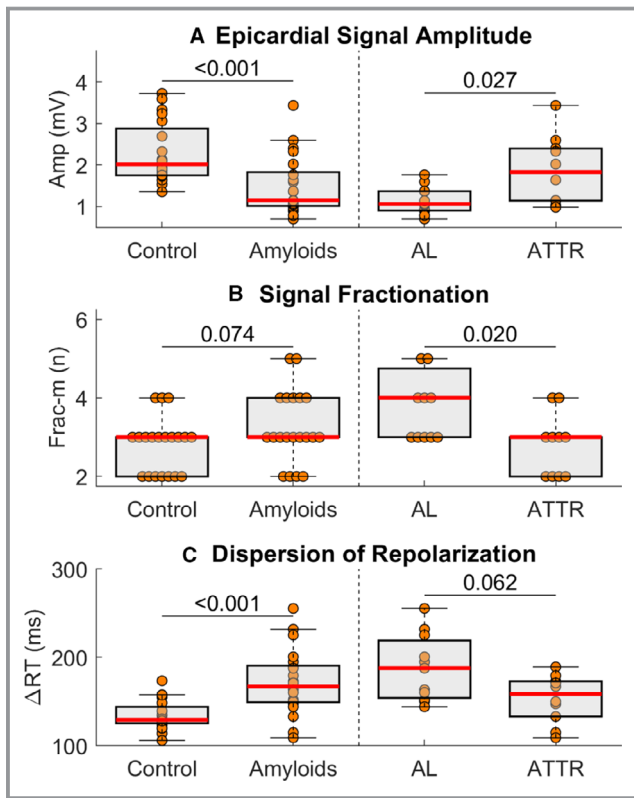 A Epicardial Signal Amplitude
<0.001
0.027
4
3
2
1
Amp (mV)
Control Amyloids AL ATTR
B Signal Fractionation
0.074
0.020
6
4
2
Frac-m (n)
Control Amyloids AL ATTR
C Dispersion of Repolarization
<0.001
0.062
300
200
100
ΔRT (ms)
Control Amyloids AL ATTR